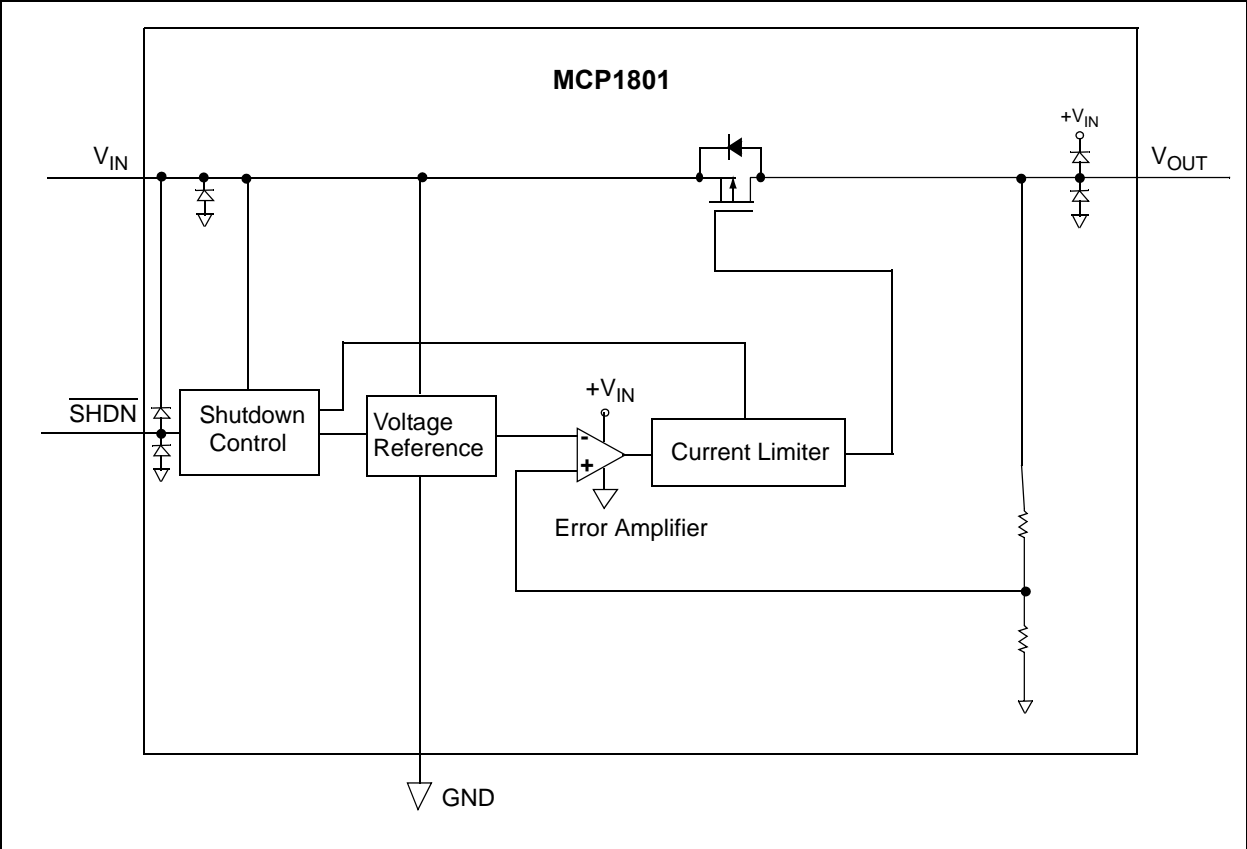 MCP1801
+VIN
VIN
VOUT
SHDN
Shutdown
Control
Voltage
Reference
+VIN
-
+
Error Amplifier
Current Limiter
GND